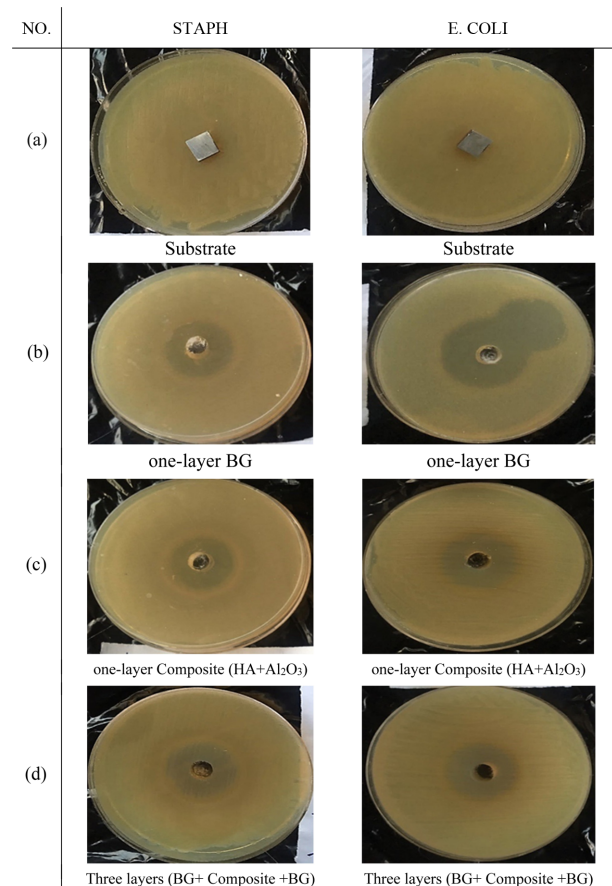 NO. STAPH E. COLI
(a)
Substrate Substrate
(b)
one-layer BG one-layer BG
(c)
one-layer Composite (HA+Al₂O₃) one-layer Composite (HA+Al₂O₃)
(d)
Three layers (BG+ Composite +BG) Three layers (BG+ Composite +BG)